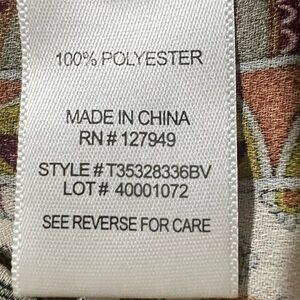 100% POLYESTER
MADE IN CHINA
RN # 127949
STYLE # T35328336BV
LOT # 40001072
SEE REVERSE FOR CARE